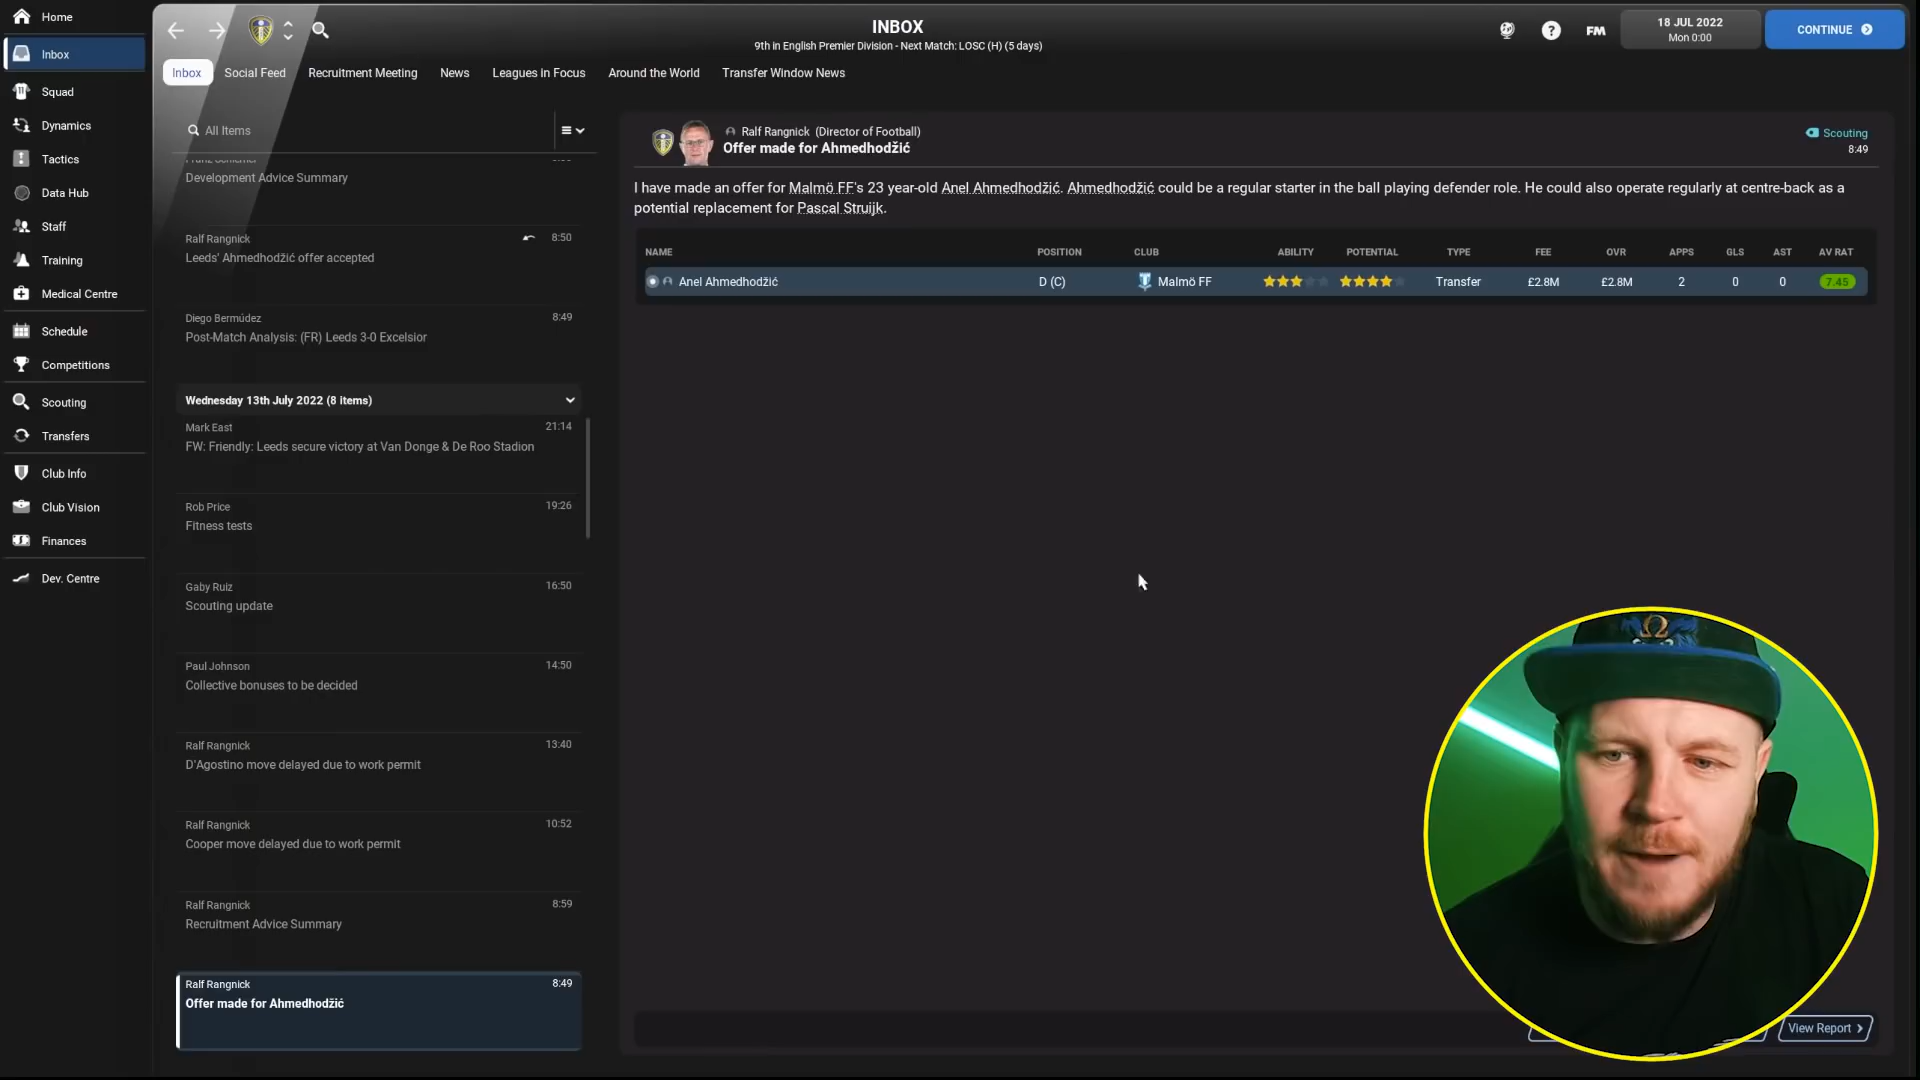 Home
Inbox
Squad
Dynamics
Tactics
Data Hub
Staff
Training
Medical Centre
Schedule
Competitions
Scouting
Transfers
Club Info
Club Vision
Finances
Dev. Centre
INBOX
9th in English Premier Division - Next Match: LOSC (H) (5 days)
FM
18 JUL 2022
Mon 0:00
CONTINUE
Inbox Social Feed Recruitment Meeting News Leagues in Focus Around the World Transfer Window News
All Items
Development Advice Summary
Ralf Rangnick 8:50
Leeds' Ahmedhodžić offer accepted
Diego Bermúdez 8:49
Post-Match Analysis: (FR) Leeds 3-0 Excelsior
Wednesday 13th July 2022 (8 items)
Mark East 21:14
FW: Friendly: Leeds secure victory at Van Donge & De Roo Stadion
Rob Price 19:26
Fitness tests
Gaby Ruiz 16:50
Scouting update
Paul Johnson 14:50
Collective bonuses to be decided
Ralf Rangnick 13:40
D'Agostino move delayed due to work permit
Ralf Rangnick 10:52
Cooper move delayed due to work permit
Ralf Rangnick 8:59
Recruitment Advice Summary
Ralf Rangnick 8:49
Offer made for Ahmedhodžić
Ralf Rangnick (Director of Football)
Offer made for Ahmedhodžić
Scouting
8:49
I have made an offer for Malmö FF's 23 year-old Anel Ahmedhodžić. Ahmedhodžić could be a regular starter in the ball playing defender role. He could also operate regularly at centre-back as a
potential replacement for Pascal Struijk.
NAME POSITION CLUB ABILITY POTENTIAL TYPE FEE OVR APPS GLS AST AV RAT
Anel Ahmedhodžić D (C) Malmö FF Transfer £2.8M £2.8M 2 0 0 7.45
Ω
View Report